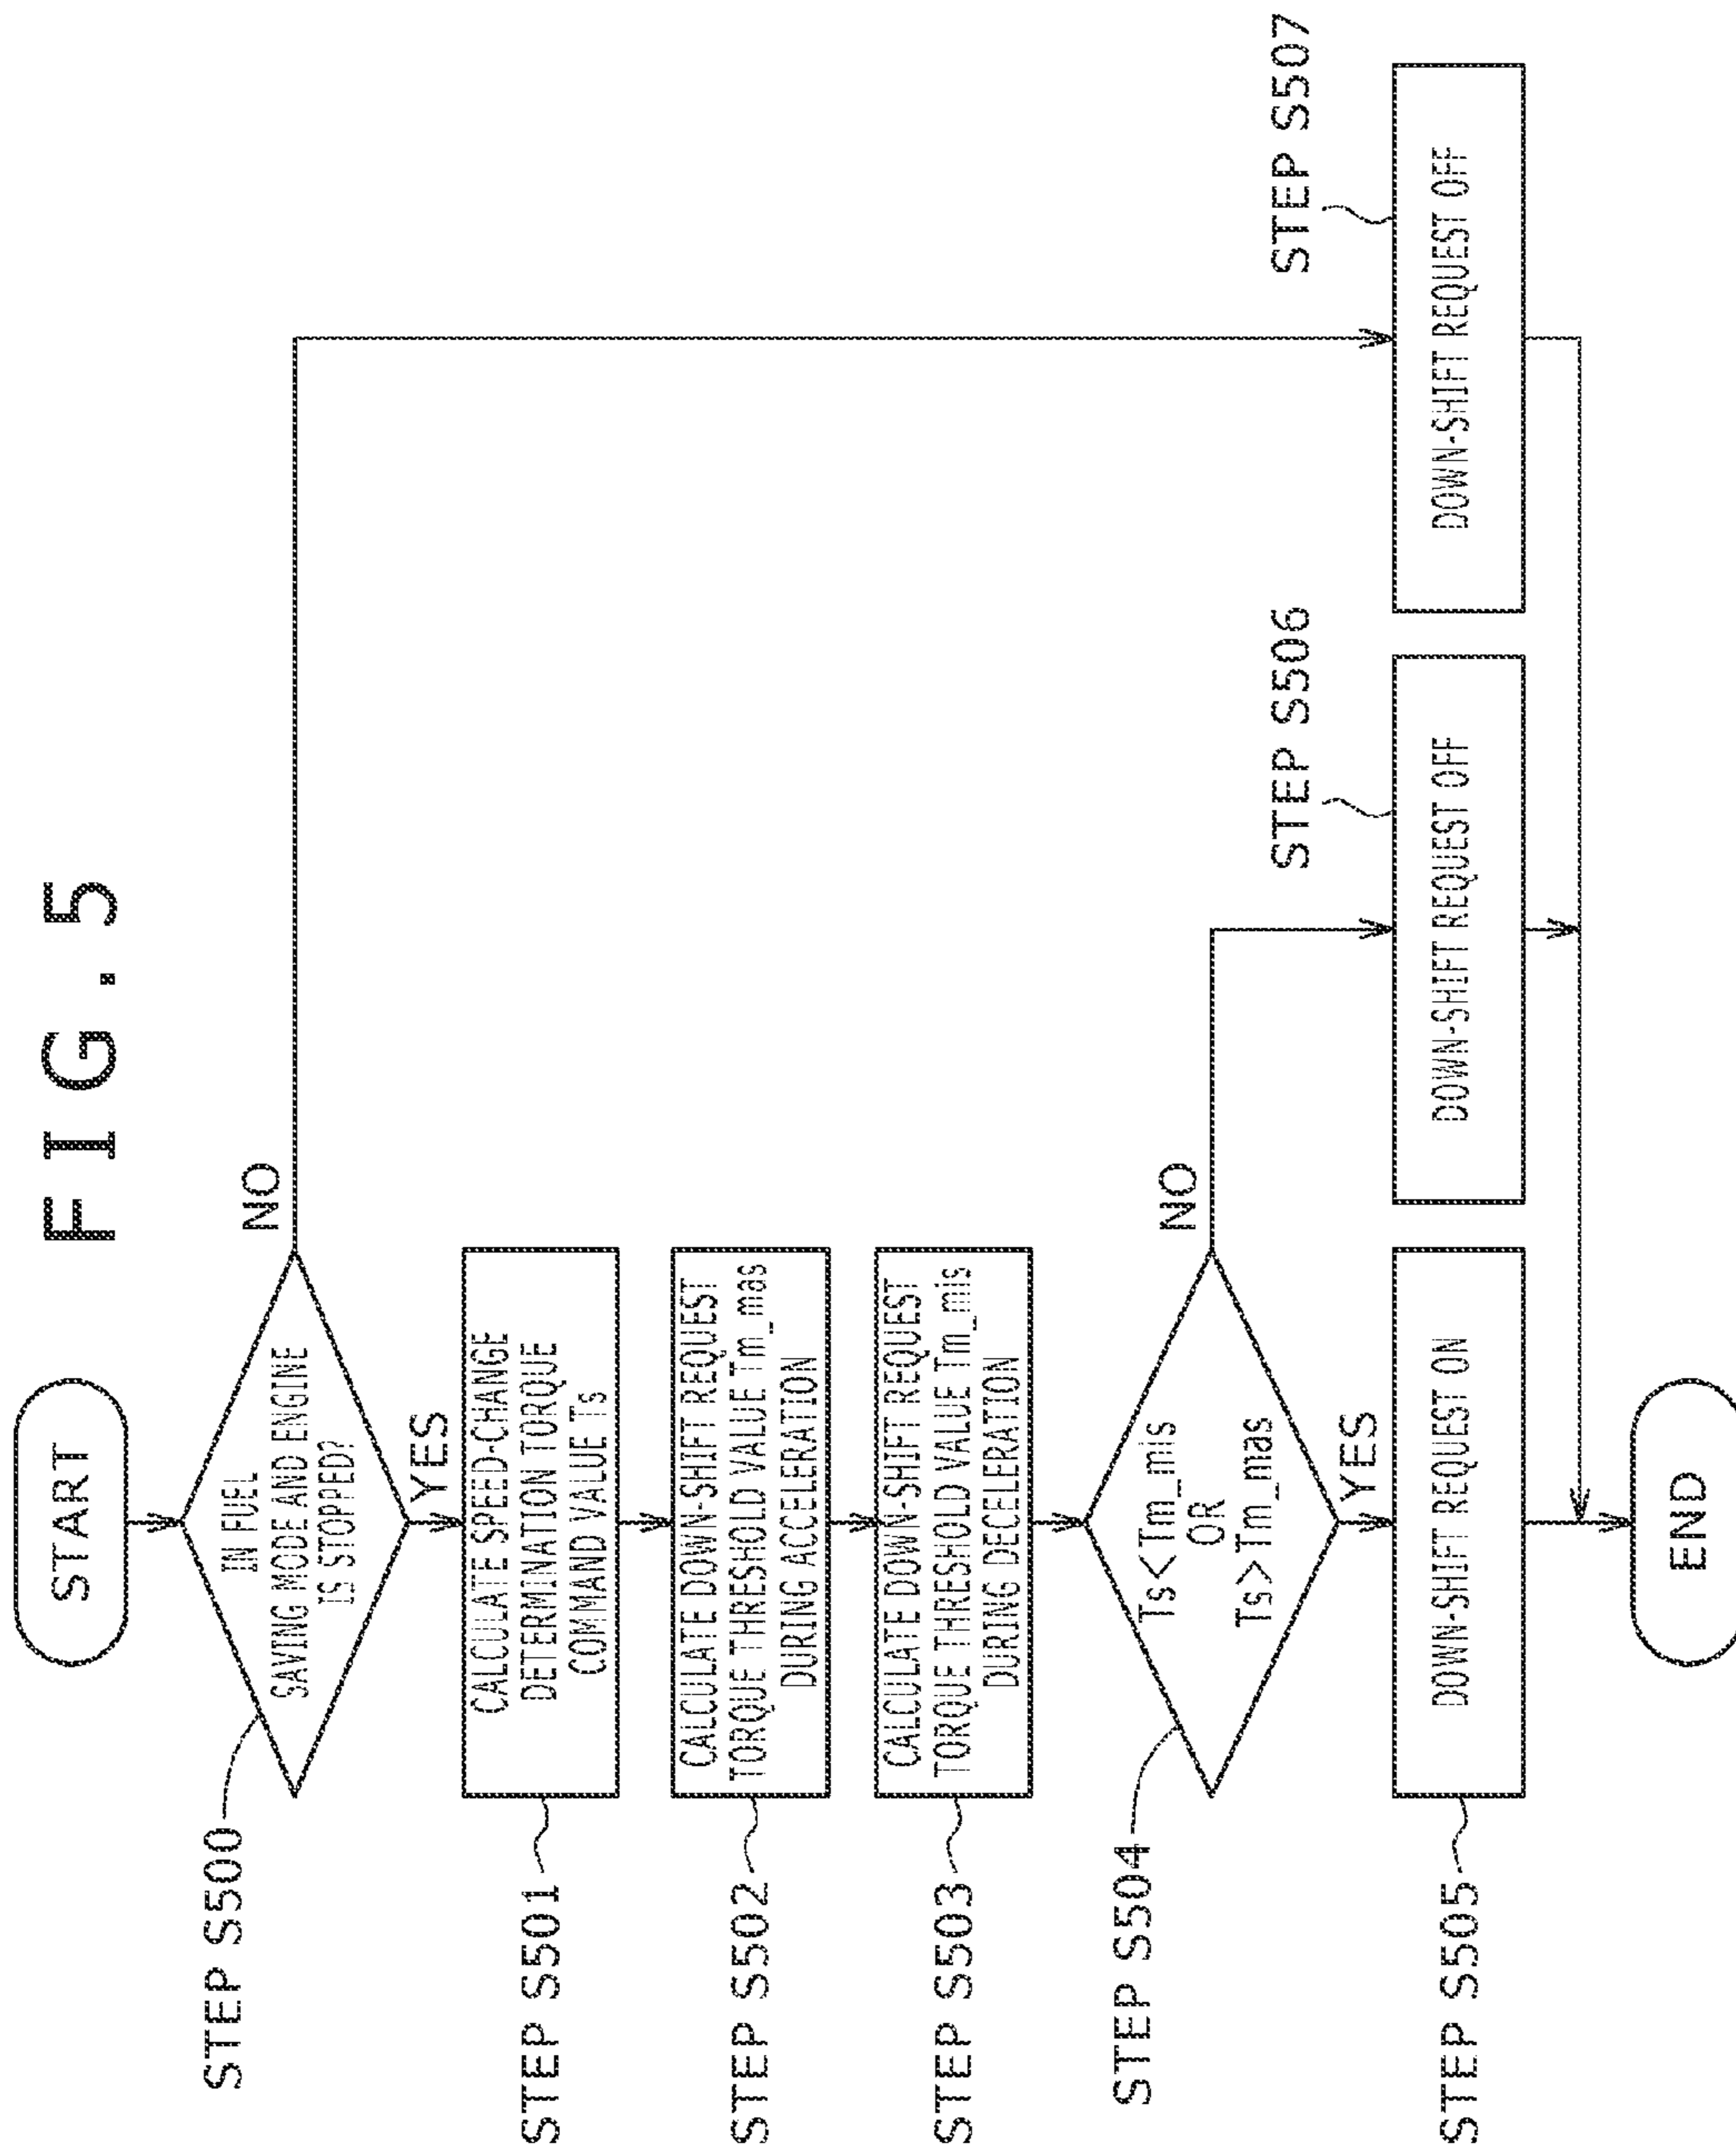 FIG.5
START
STEP S500
IN FUEL
SAVING MODE AND ENGINE
IS STOPPED?
NO
YES
STEP S501
CALCULATE SPEED-CHANGE
DETERMINATION TORQUE
COMMAND VALUE Ts
STEP S502
CALCULATE DOWN-SHIFT REQUEST
TORQUE THRESHOLD VALUE Tm_mas
DURING ACCELERATION
STEP S503
CALCULATE DOWN-SHIFT REQUEST
TORQUE THRESHOLD VALUE Tm_mis
DURING DECELERATION
STEP S504
Ts<Tm_mis
OR
Ts>Tm_mas
NO
YES
STEP S505
DOWN-SHIFT REQUEST ON
STEP S506
DOWN-SHIFT REQUEST OFF
STEP S507
DOWN-SHIFT REQUEST OFF
END